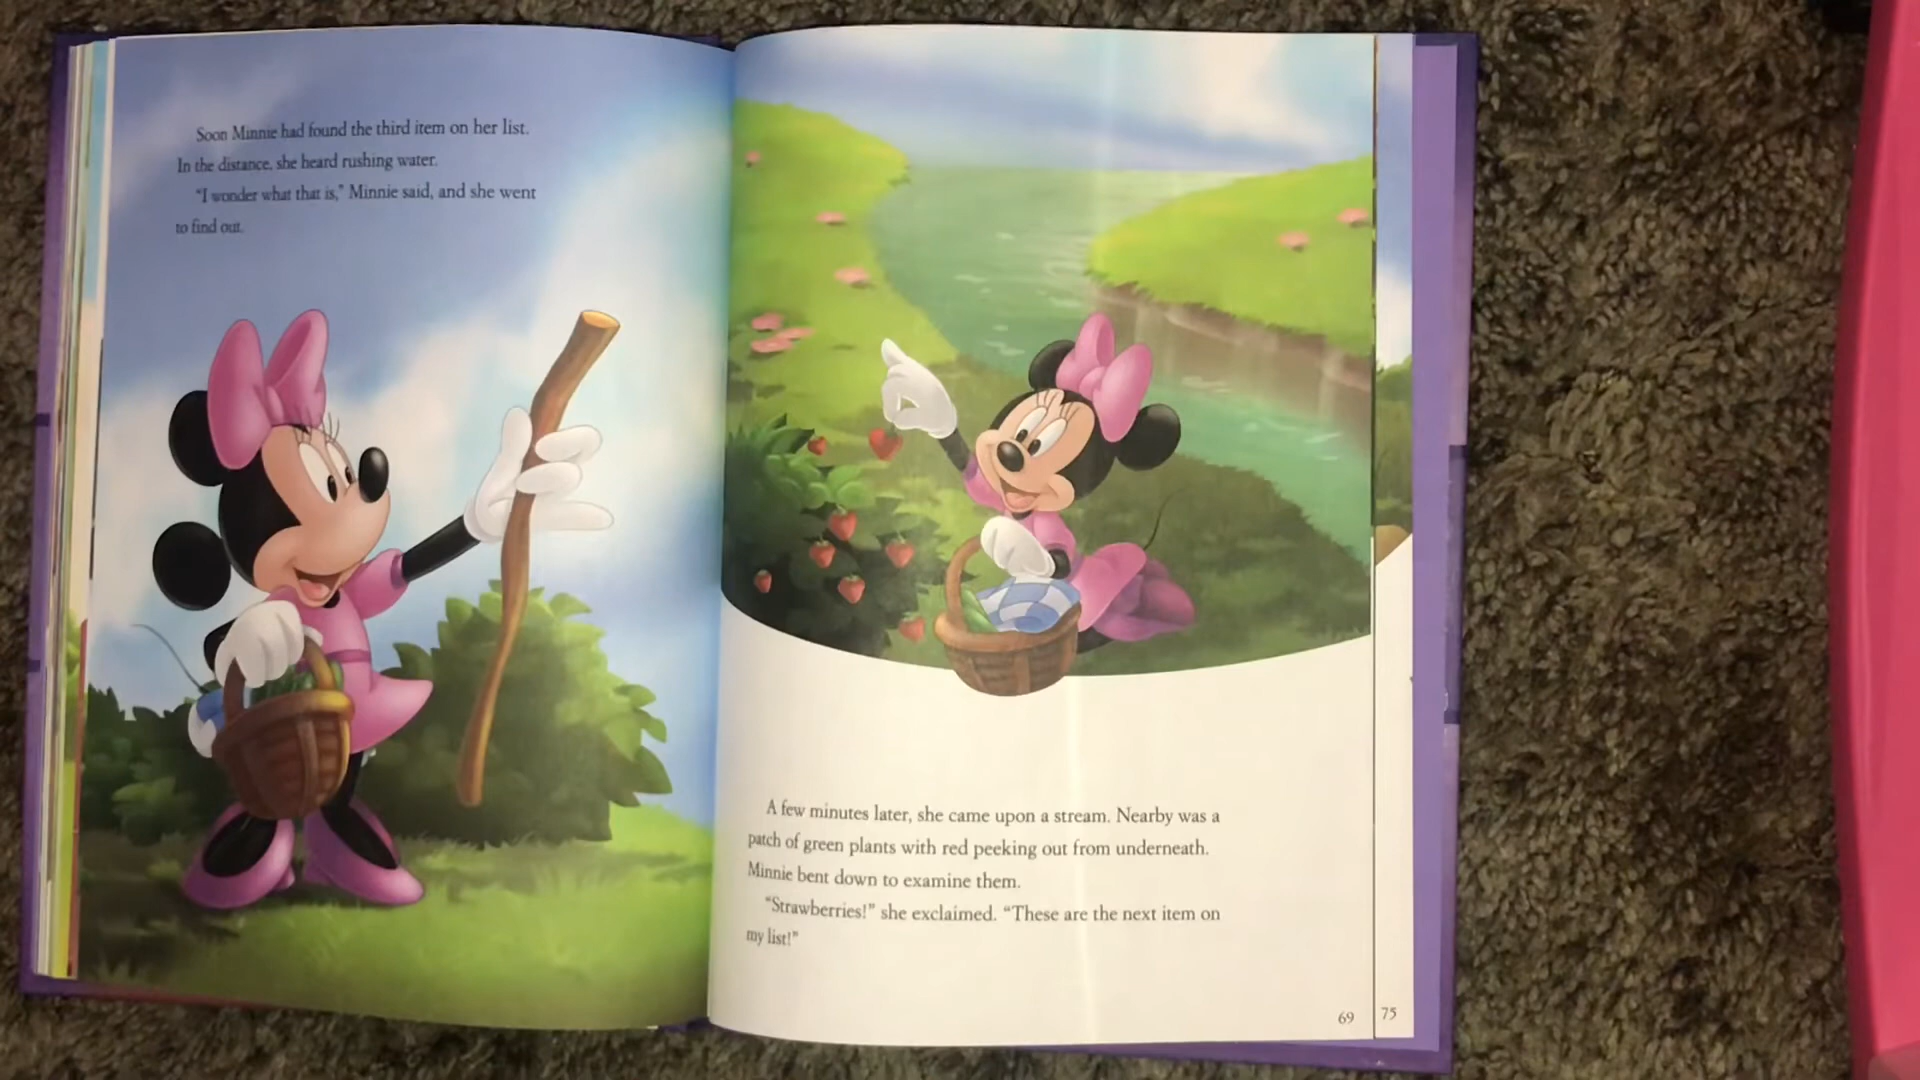 Soon Minnie had found the third item on her list.
In the distance, she heard rushing water.
“I wonder what that is,” Minnie said, and she went
to find out.
A few minutes later, she came upon a stream. Nearby was a
patch of green plants with red peeking out from underneath.
Minnie bent down to examine them.
“Strawberries!” she exclaimed. “These are the next item on
my list!”
69
75